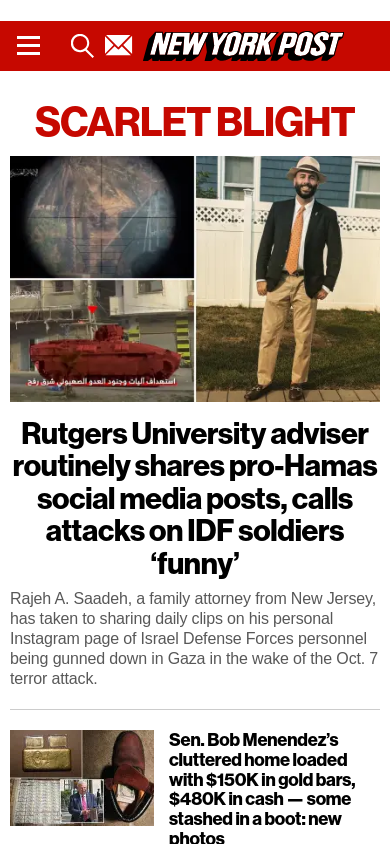 NEW YORK POST
SCARLET BLIGHT
استهداف آليات وجنود العدو الصهيوني شرق رفح
Rutgers University adviser
routinely shares pro-Hamas
social media posts, calls
attacks on IDF soldiers
‘funny’
Rajeh A. Saadeh, a family attorney from New Jersey,
has taken to sharing daily clips on his personal
Instagram page of Israel Defense Forces personnel
being gunned down in Gaza in the wake of the Oct. 7
terror attack.
Sen. Bob Menendez’s
cluttered home loaded
with $150K in gold bars,
$480K in cash — some
stashed in a boot: new
photos